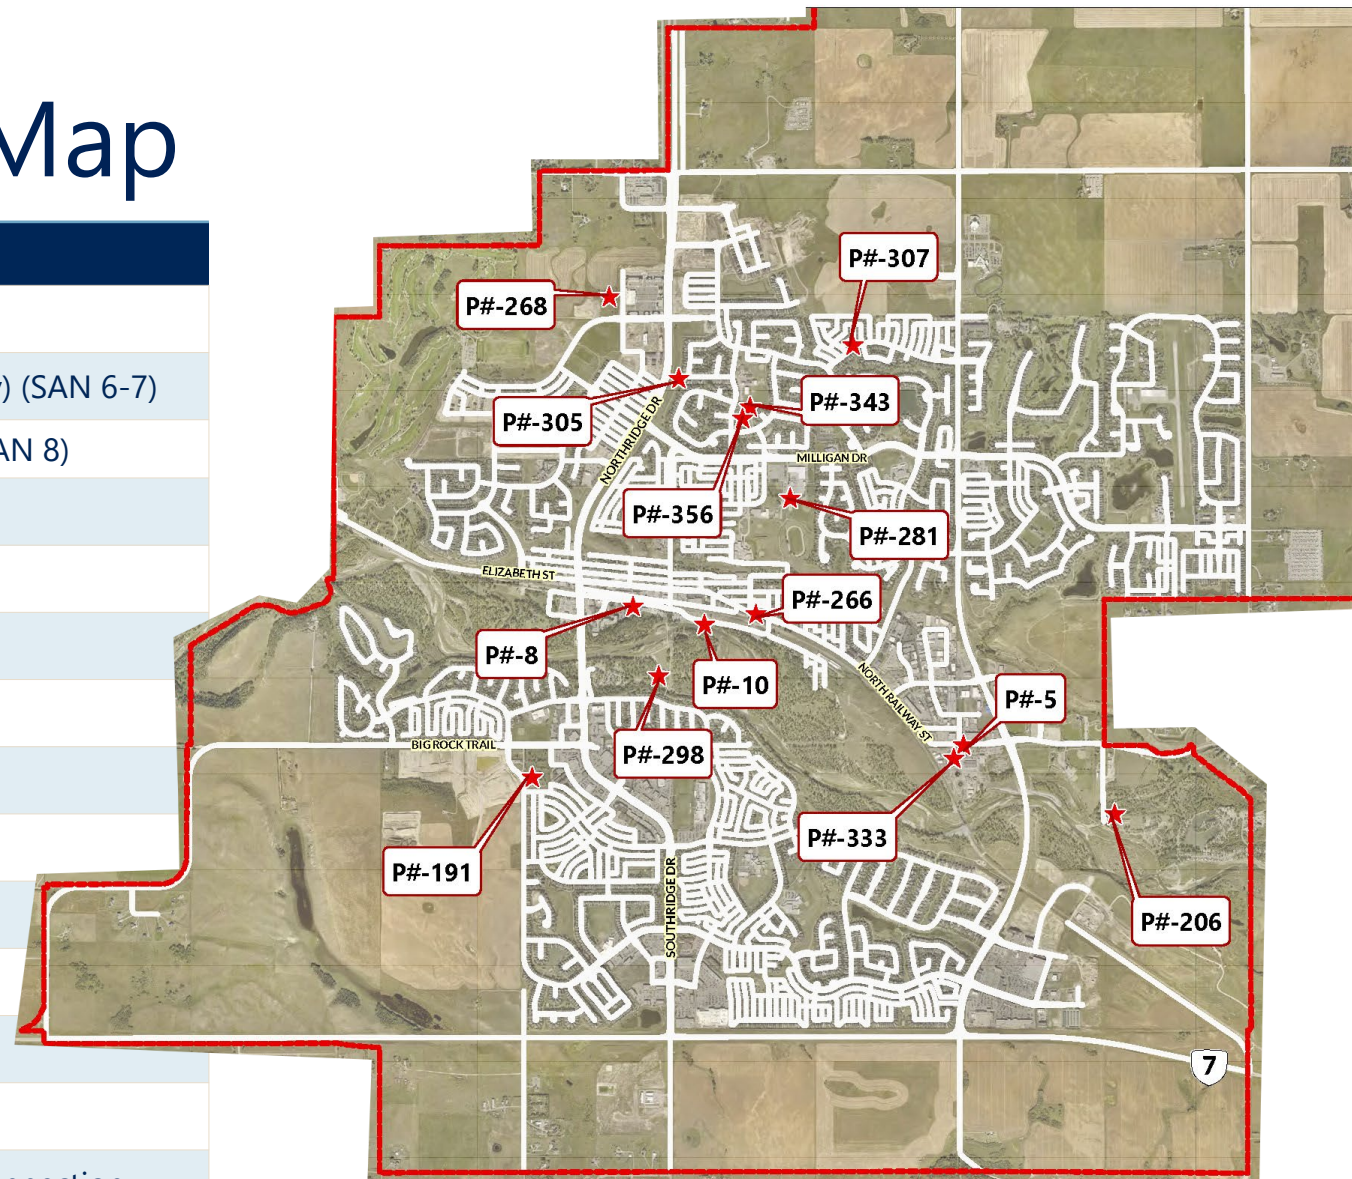 Map
) (SAN 6-7)
AN 8)
P#-307
P#-268
P#-343
P#-305
NORTHRIDGE DR
MILLIGAN DR
P#-356
P#-281
ELIZABETH ST
P#-266
P#-8
P#-10
NORTH RAILWAY ST
P#-5
BIG ROCK TRAIL
P#-298
P#-333
P#-191
SOUTHRIDGE DR
P#-206
7